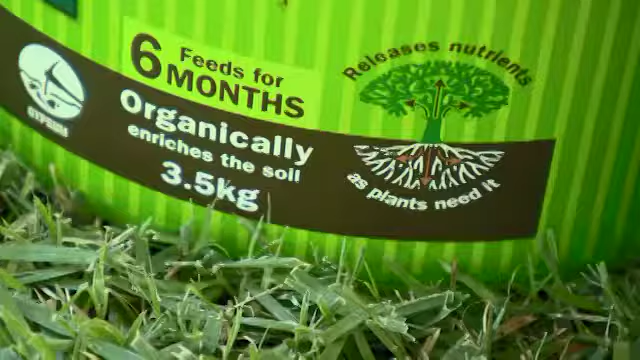 6 Feeds for
MONTHS
Organically
enriches the soil
3.5kg
Releases nutrients
as plants need it